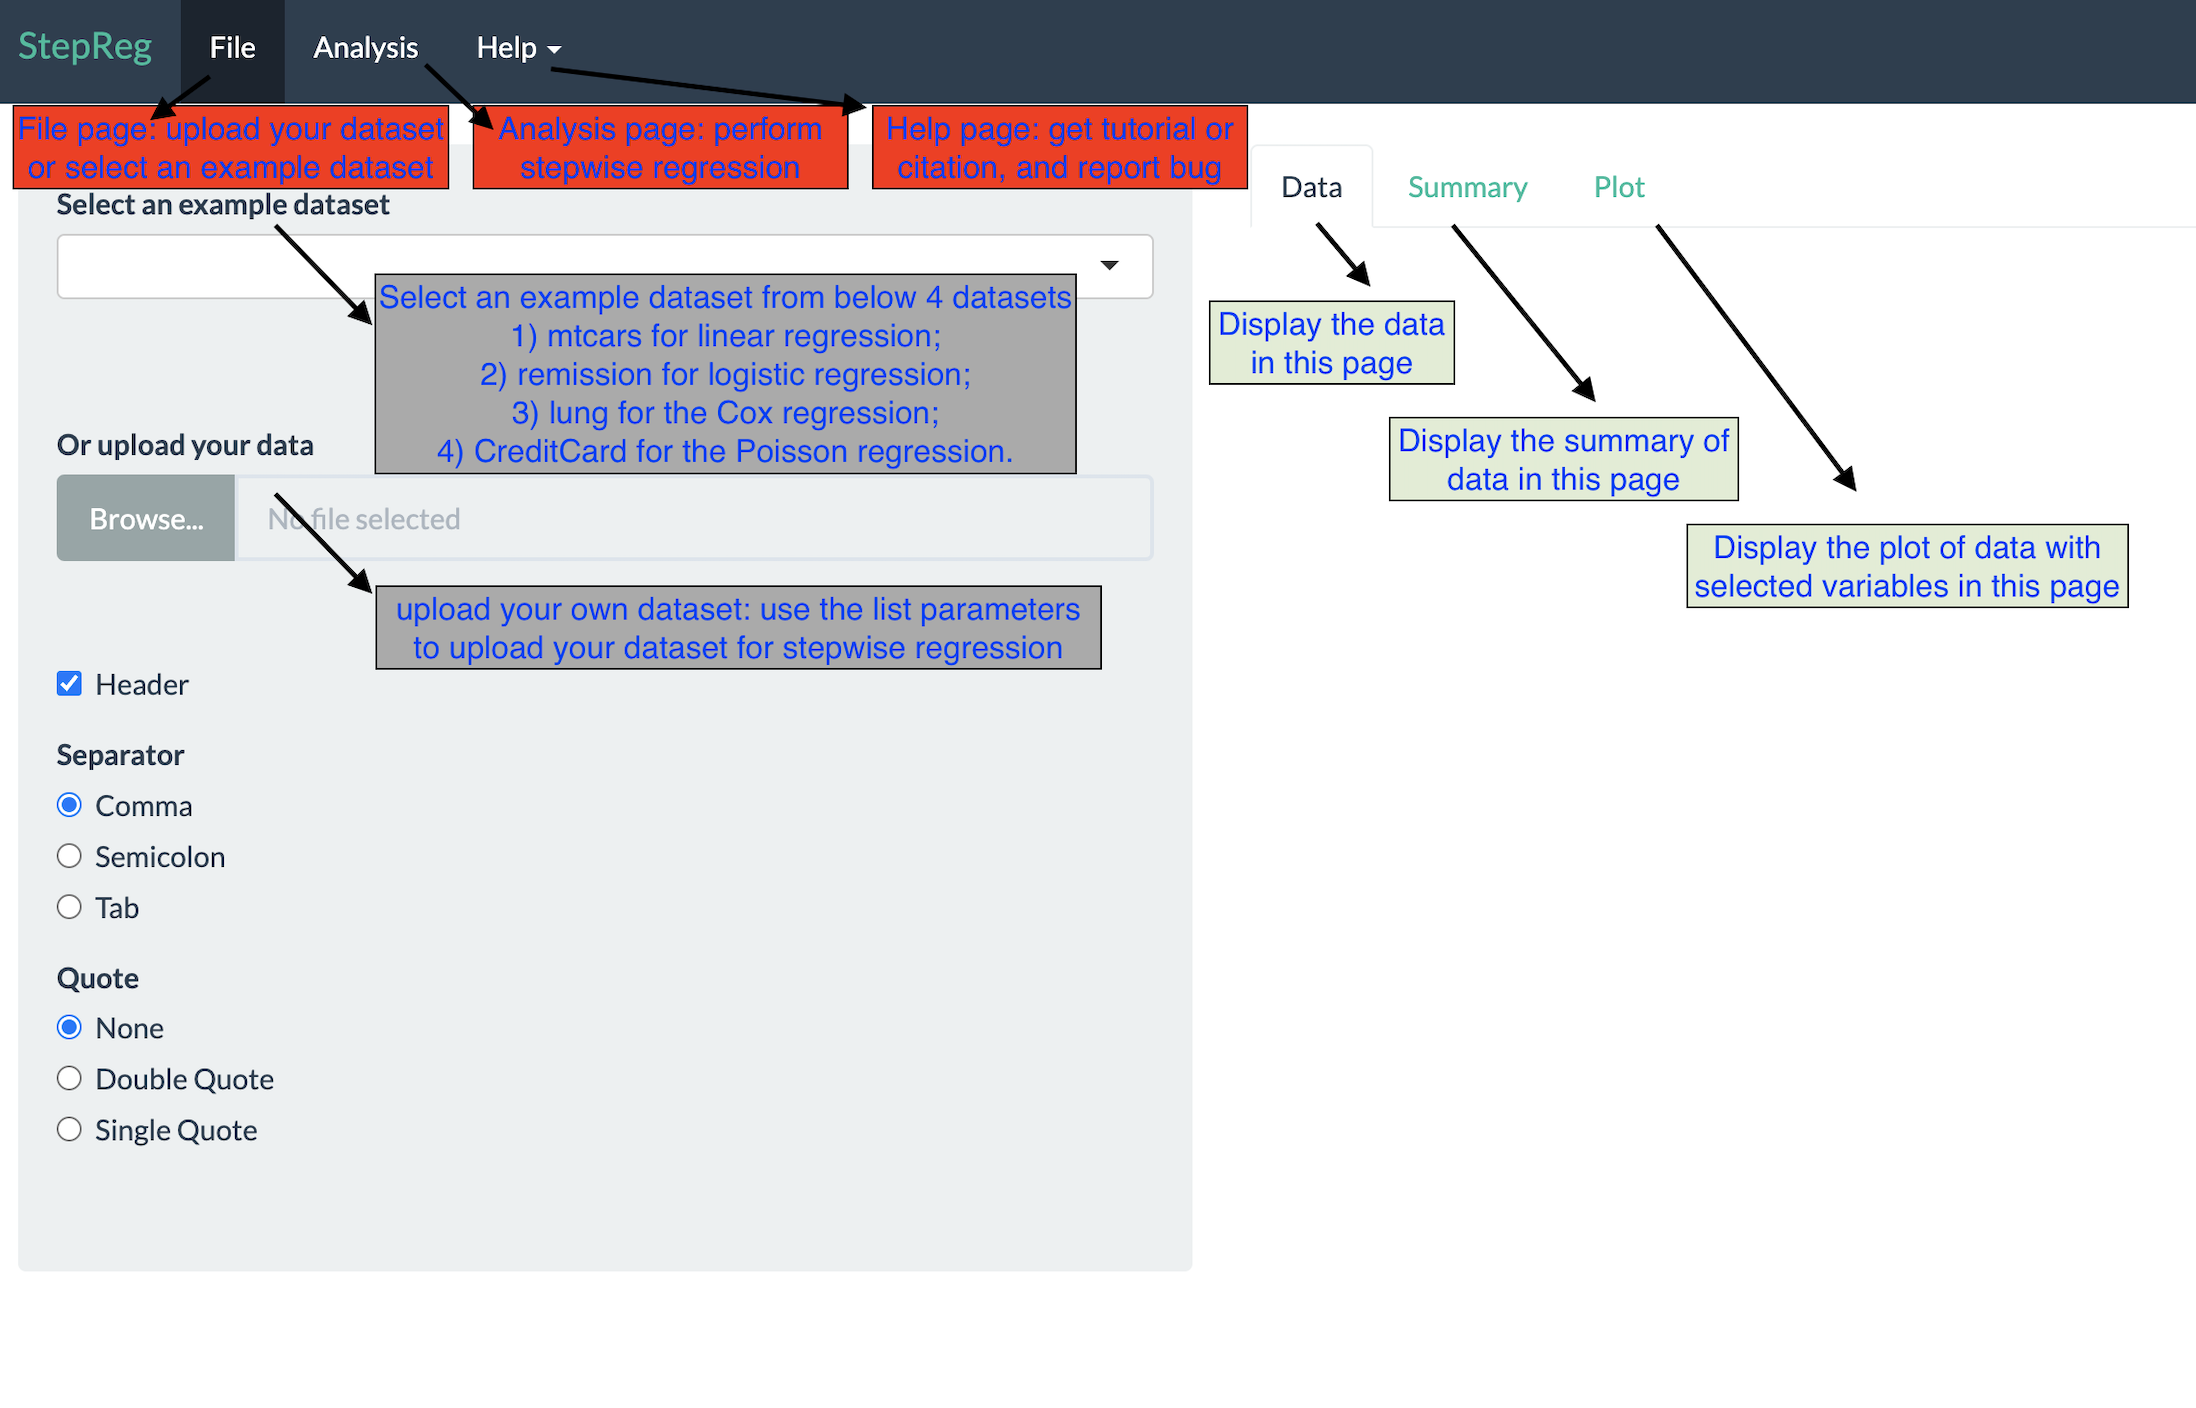 StepReg File Analysis Help
File page: upload your dataset
or select an example dataset
Analysis page: perform
stepwise regression
Help page: get tutorial or
citation, and report bug
Select an example dataset
Select an example dataset from below 4 datasets
1) mtcars for linear regression;
2) remission for logistic regression;
3) lung for the Cox regression;
4) CreditCard for the Poisson regression.
Or upload your data
Browse... No file selected
upload your own dataset: use the list parameters
to upload your dataset for stepwise regression
Header
Separator
Comma
Semicolon
Tab
Quote
None
Double Quote
Single Quote
Data Summary Plot
Display the data
in this page
Display the summary of
data in this page
Display the plot of data with
selected variables in this page